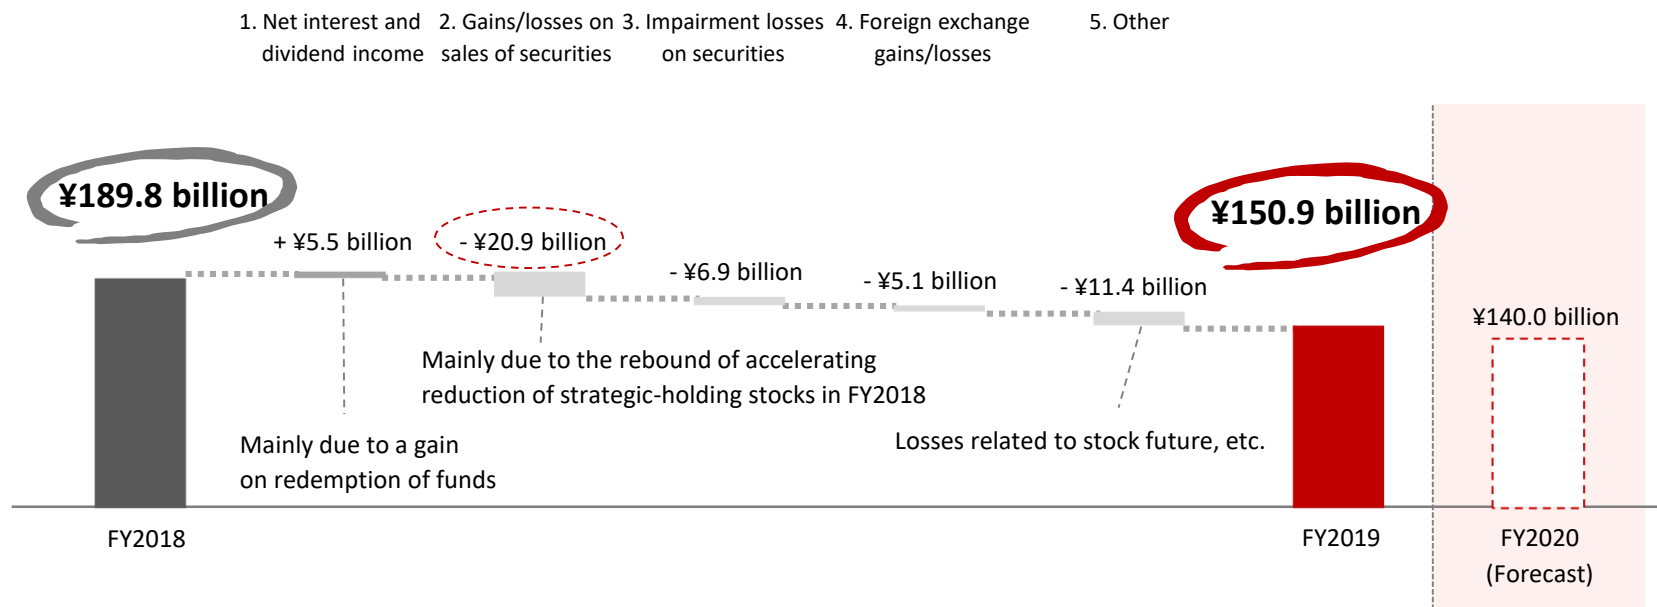 1. Net interest and
dividend income
2. Gains/losses on
sales of securities
3. Impairment losses
on securities
4. Foreign exchange
gains/losses
5. Other
¥189.8 billion
+ ¥5.5 billion
- ¥20.9 billion
- ¥6.9 billion
- ¥5.1 billion
- ¥11.4 billion
¥150.9 billion
¥140.0 billion
Mainly due to the rebound of accelerating
reduction of strategic-holding stocks in FY2018
Mainly due to a gain
on redemption of funds
Losses related to stock future, etc.
FY2018
FY2019
FY2020
(Forecast)